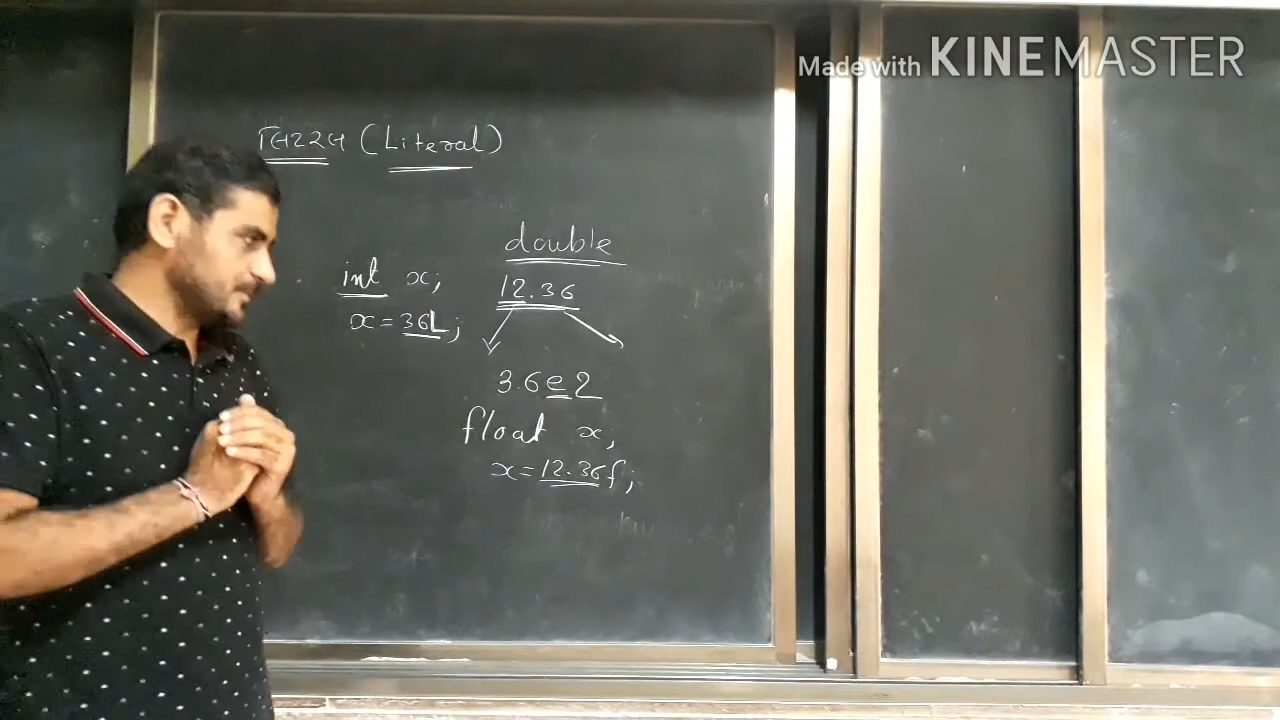 Made with KINEMASTER
(Literal)
double
int x;
12.36
x = 36L;
3.6e2
float x;
x = 12.36f;